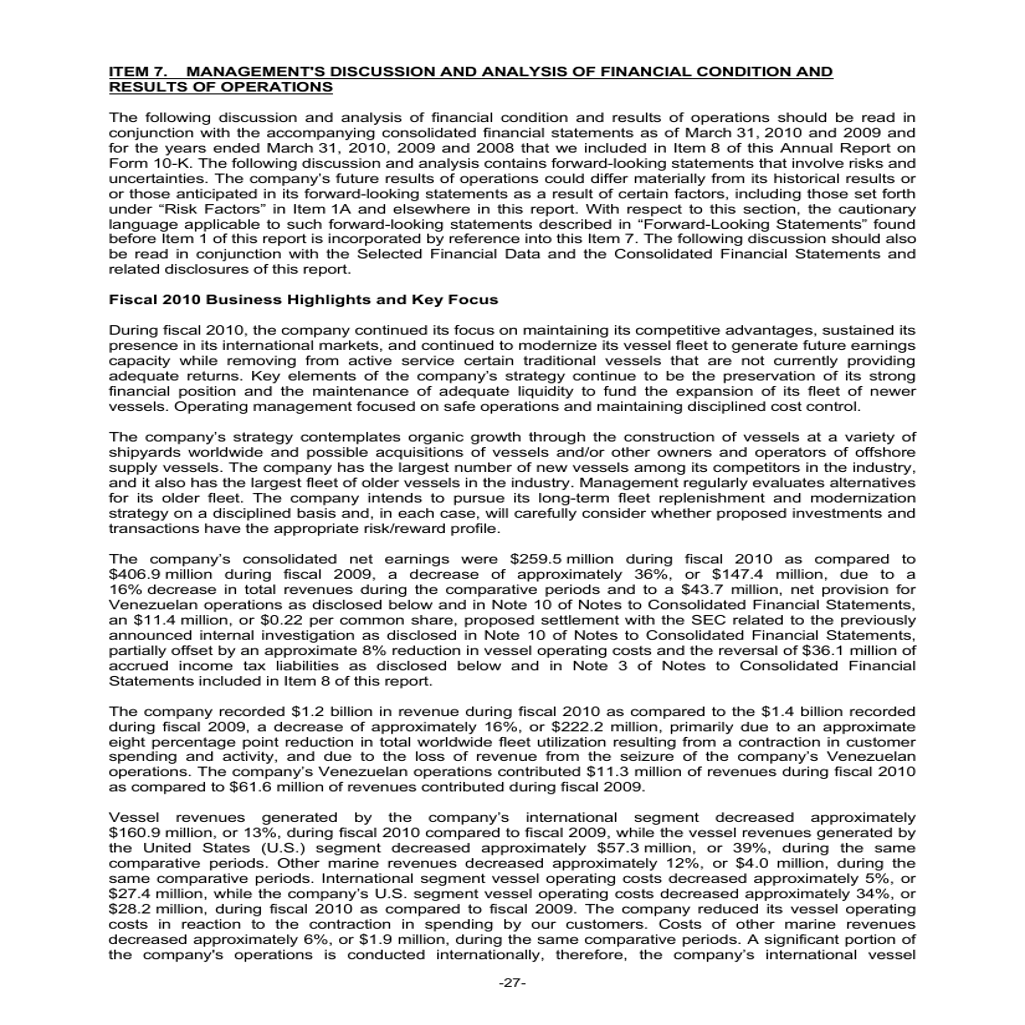 ITEM 7. MANAGEMENT'S DISCUSSION AND ANALYSIS OF FINANCIAL CONDITION AND
RESULTS OF OPERATIONS
The following discussion and analysis of financial condition and results of operations should be read in
conjunction with the accompanying consolidated financial statements as of March 31, 2010 and 2009 and
for the years ended March 31, 2010, 2009 and 2008 that we included in Item 8 of this Annual Report on
Form 10-K. The following discussion and analysis contains forward-looking statements that involve risks and
uncertainties. The company's future results of operations could differ materially from its historical results or
or those anticipated in its forward-looking statements as a result of certain factors, including those set forth
under “Risk Factors” in Item 1A and elsewhere in this report. With respect to this section, the cautionary
language applicable to such forward-looking statements described in “Forward-Looking Statements” found
before Item 1 of this report is incorporated by reference into this Item 7. The following discussion should also
be read in conjunction with the Selected Financial Data and the Consolidated Financial Statements and
related disclosures of this report.
Fiscal 2010 Business Highlights and Key Focus
During fiscal 2010, the company continued its focus on maintaining its competitive advantages, sustained its
presence in its international markets, and continued to modernize its vessel fleet to generate future earnings
capacity while removing from active service certain traditional vessels that are not currently providing
adequate returns. Key elements of the company's strategy continue to be the preservation of its strong
financial position and the maintenance of adequate liquidity to fund the expansion of its fleet of newer
vessels. Operating management focused on safe operations and maintaining disciplined cost control.
The company's strategy contemplates organic growth through the construction of vessels at a variety of
shipyards worldwide and possible acquisitions of vessels and/or other owners and operators of offshore
supply vessels. The company has the largest number of new vessels among its competitors in the industry,
and it also has the largest fleet of older vessels in the industry. Management regularly evaluates alternatives
for its older fleet. The company intends to pursue its long-term fleet replenishment and modernization
strategy on a disciplined basis and, in each case, will carefully consider whether proposed investments and
transactions have the appropriate risk/reward profile.
The company's consolidated net earnings were $259.5 million during fiscal 2010 as compared to
$406.9 million during fiscal 2009, a decrease of approximately 36%, or $147.4 million, due to a
16% decrease in total revenues during the comparative periods and to a $43.7 million, net provision for
Venezuelan operations as disclosed below and in Note 10 of Notes to Consolidated Financial Statements,
an $11.4 million, or $0.22 per common share, proposed settlement with the SEC related to the previously
announced internal investigation as disclosed in Note 10 of Notes to Consolidated Financial Statements,
partially offset by an approximate 8% reduction in vessel operating costs and the reversal of $36.1 million of
accrued income tax liabilities as disclosed below and in Note 3 of Notes to Consolidated Financial
Statements included in Item 8 of this report.
The company recorded $1.2 billion in revenue during fiscal 2010 as compared to the $1.4 billion recorded
during fiscal 2009, a decrease of approximately 16%, or $222.2 million, primarily due to an approximate
eight percentage point reduction in total worldwide fleet utilization resulting from a contraction in customer
spending and activity, and due to the loss of revenue from the seizure of the company's Venezuelan
operations. The company's Venezuelan operations contributed $11.3 million of revenues during fiscal 2010
as compared to $61.6 million of revenues contributed during fiscal 2009.
Vessel revenues generated by the company's international segment decreased approximately
$160.9 million, or 13%, during fiscal 2010 compared to fiscal 2009, while the vessel revenues generated by
the United States (U.S.) segment decreased approximately $57.3 million, or 39%, during the same
comparative periods. Other marine revenues decreased approximately 12%, or $4.0 million, during the
same comparative periods. International segment vessel operating costs decreased approximately 5%, or
$27.4 million, while the company's U.S. segment vessel operating costs decreased approximately 34%, or
$28.2 million, during fiscal 2010 as compared to fiscal 2009. The company reduced its vessel operating
costs in reaction to the contraction in spending by our customers. Costs of other marine revenues
decreased approximately 6%, or $1.9 million, during the same comparative periods. A significant portion of
the company's operations is conducted internationally, therefore, the company's international vessel
-27-